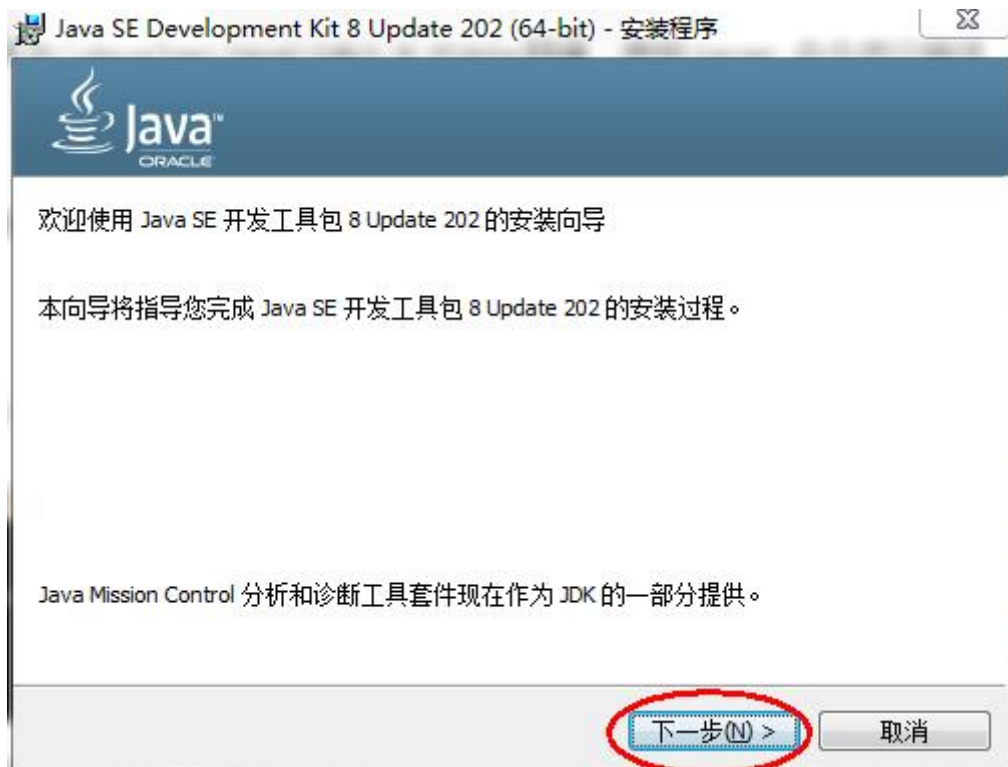 Java SE Development Kit 8 Update 202 (64-bit) - 安装程序
Java™
ORACLE
欢迎使用 Java SE 开发工具包 8 Update 202 的安装向导
本向导将指导您完成 Java SE 开发工具包 8 Update 202 的安装过程。
Java Mission Control 分析和诊断工具套件现在作为 JDK 的一部分提供。
下一步(N) > 取消